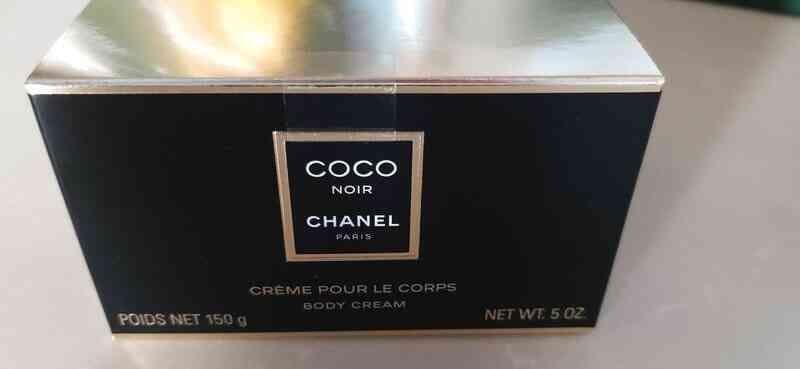 COCO
NOIR
CHANEL
PARIS
CRÈME POUR LE CORPS
BODY CREAM
POIDS NET 150 g
NET WT. 5 OZ.